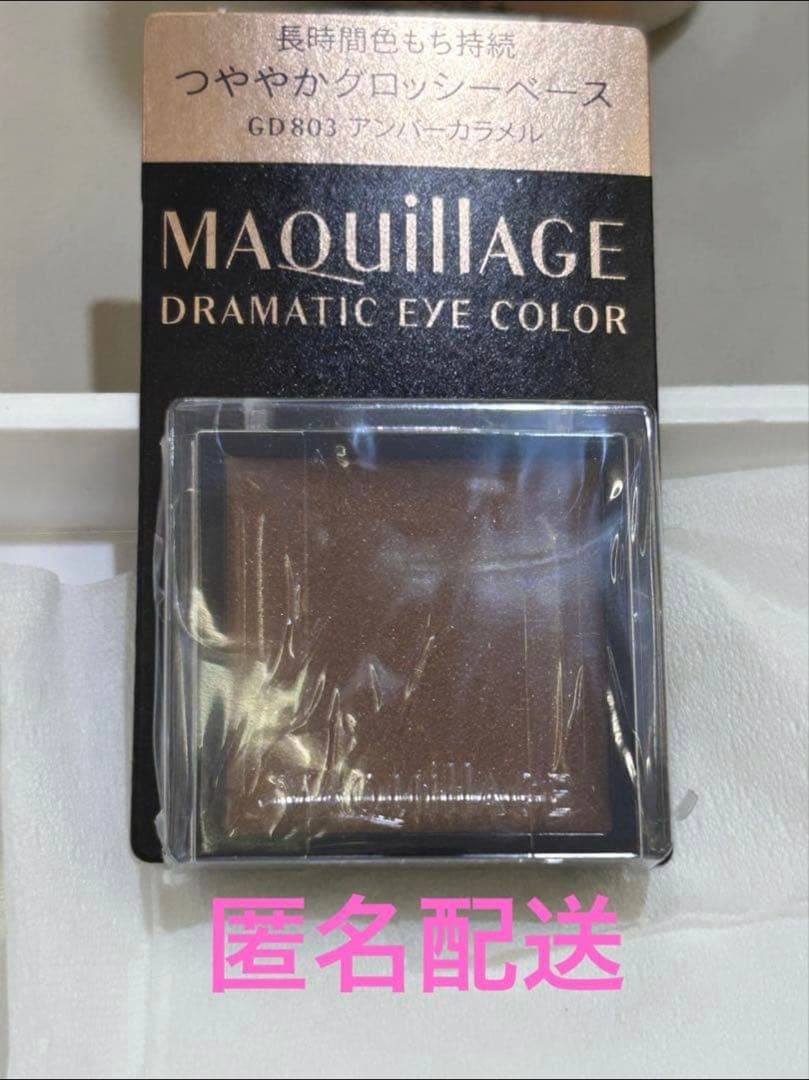 長時間色もち持続
つややかグロッシーベース
GD803 アンバーカラメル
MAQuillAGE
DRAMATIC EYE COLOR
MAQuillAGE
匿名配送